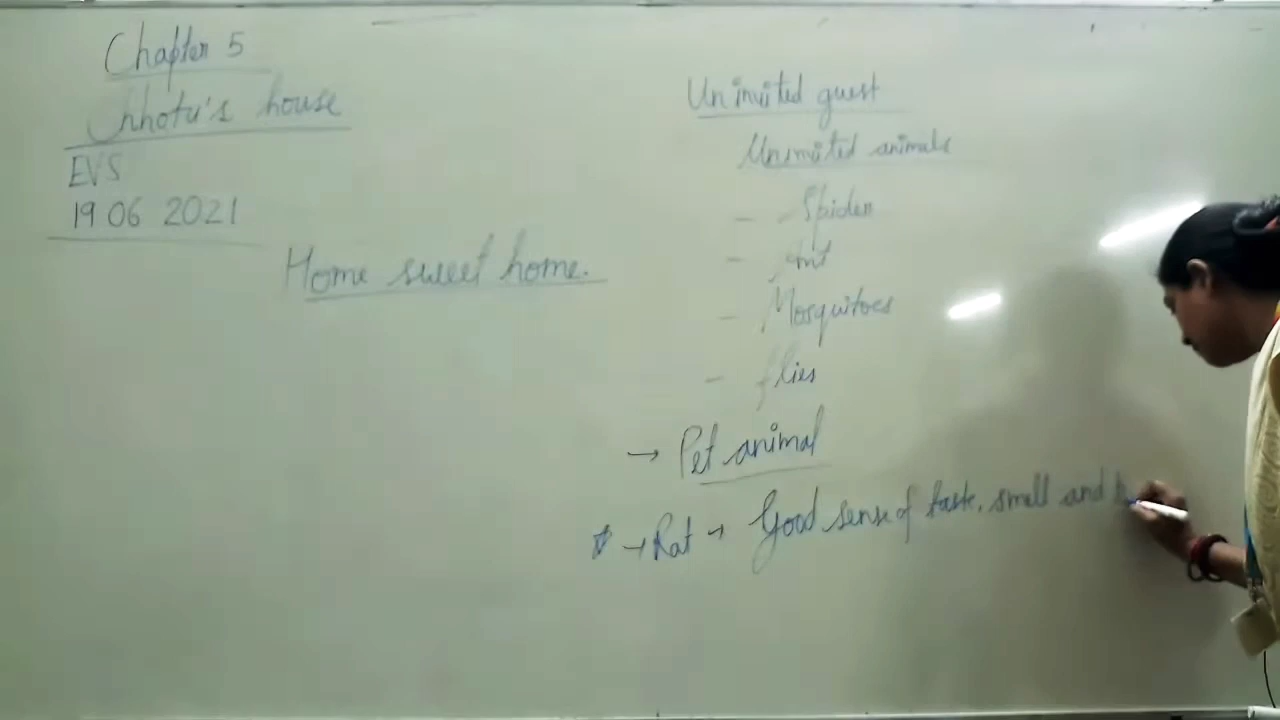 Chapter 5
Chhotu's house
EVS
19 06 2021
Home sweet home.
Uninvited guest
Uninvited animals
- Spider
- Ant
- Mosquitoes
- flies
→ Pet animal
→ Rat → Good sense of taste, smell and